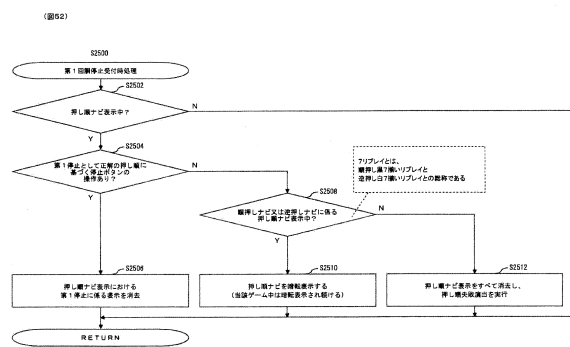 (図52)
S2500
第1回胴停止受付時処理
S2502
押し順ナビ表示中?
N
Y
S2504
第1停止として正解の押し順に
基づく停止ボタンの
操作あり?
N
Y
7リプレイとは、
順押し黒7揃いリプレイと
逆押し白7揃いリプレイとの総称である
S2508
順押しナビ又は逆押しナビに係る
押し順ナビ表示中?
N
Y
S2506
押し順ナビ表示における
第1停止に係る表示を消去
S2510
押し順ナビを暗転表示する
(当該ゲーム中は暗転表示され続ける)
S2512
押し順ナビ表示をすべて消去し、
押し順失敗演出を実行
RETURN